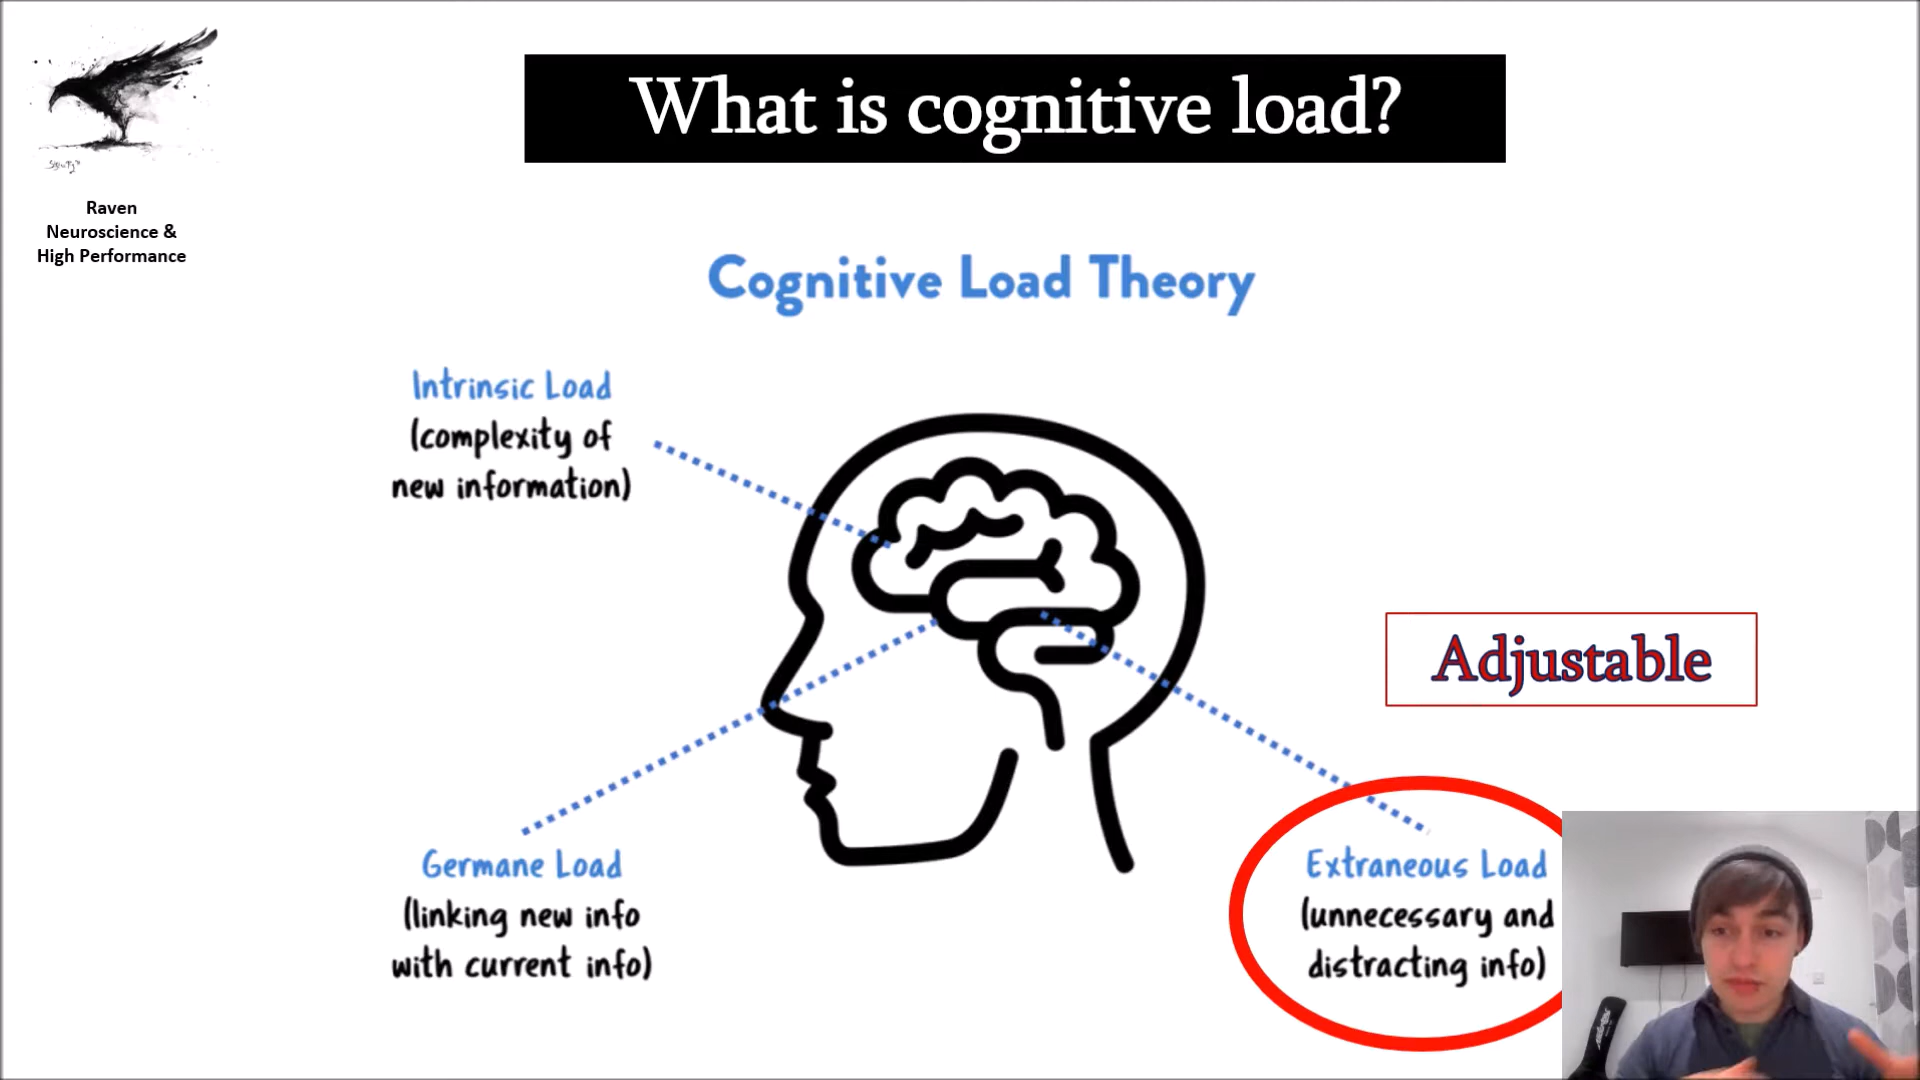 What is cognitive load?
Raven
Neuroscience &
High Performance
Cognitive Load Theory
Intrinsic Load
(complexity of
new information)
Adjustable
Germane Load
(linking new info
with current info)
Extraneous Load
(unnecessary and
distracting info)